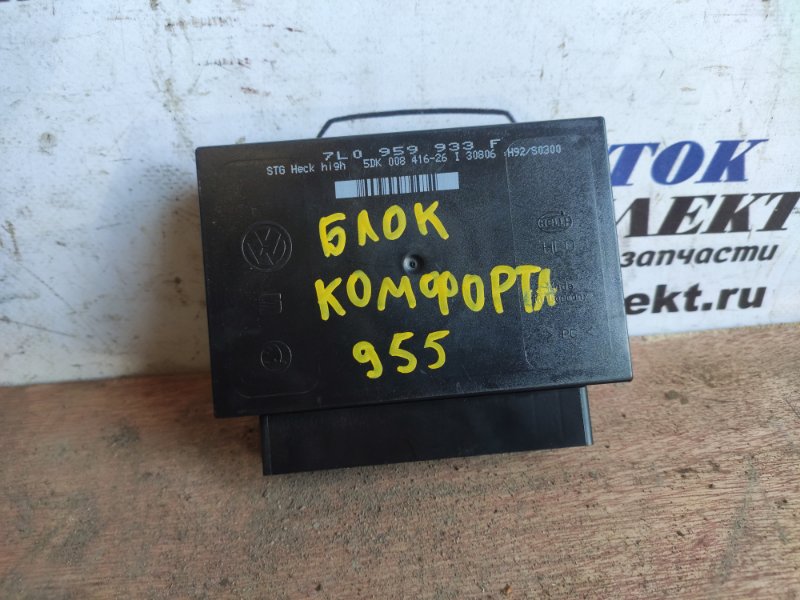 7L0 959 933 F
STG Heck high 5DK 008 416-26 I 30806 H92/S0300
БЛОК
КОМФОРТА
955
ТОК
ЛЕКТ
запчасти
ект.ru